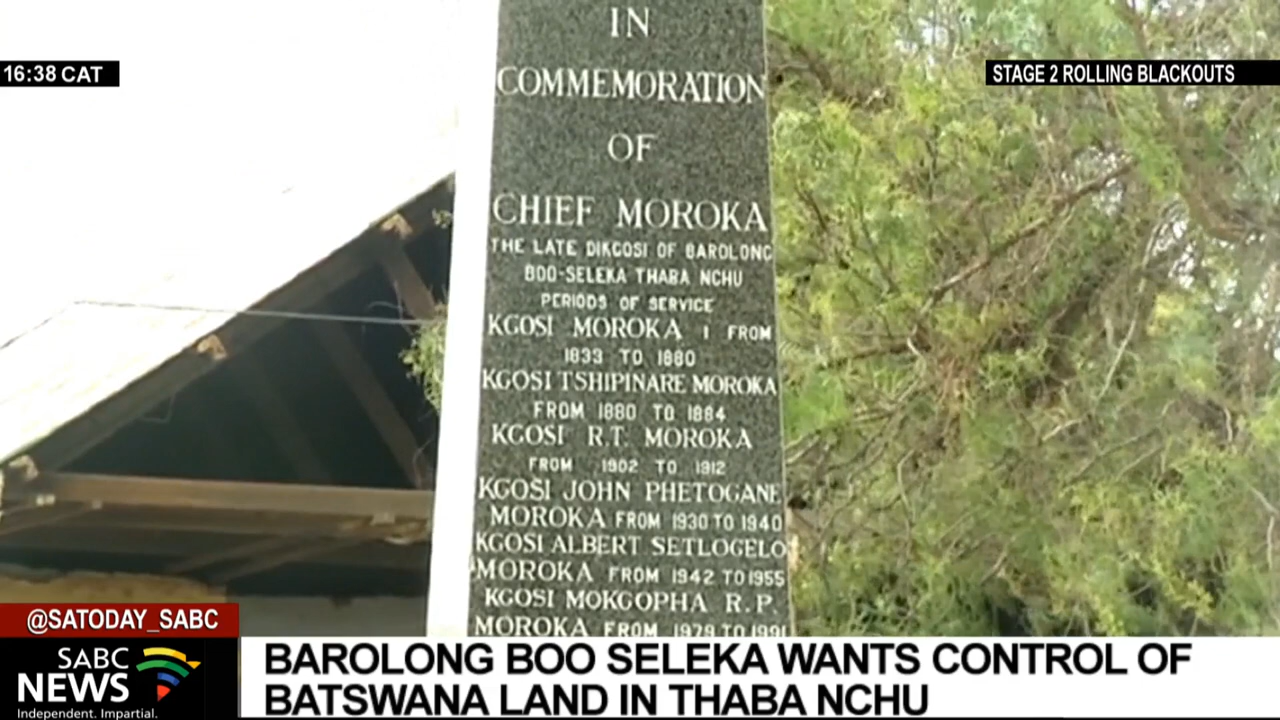 16:38 CAT
STAGE 2 ROLLING BLACKOUTS
IN
COMMEMORATION
OF
CHIEF MOROKA
THE LATE DIKGOSI OF BAROLONG
BOO-SELEKA THABA NCHU
PERIODS OF SERVICE
KGOSI MOROKA I FROM
1833 TO 1880
KGOSI TSHIPINARE MOROKA
FROM 1880 TO 1884
KGOSI R.T. MOROKA
FROM 1902 TO 1912
KGOSI JOHN PHETOGANE
MOROKA FROM 1930 TO 1940
KGOSI ALBERT SETLOGELO
MOROKA FROM 1942 TO 1955
KGOSI MOKGOPHA R.P.
MOROKA FROM 1979 TO 1991
@SATODAY_SABC
SABC
NEWS
Independent. Impartial.
BAROLONG BOO SELEKA WANTS CONTROL OF
BATSWANA LAND IN THABA NCHU